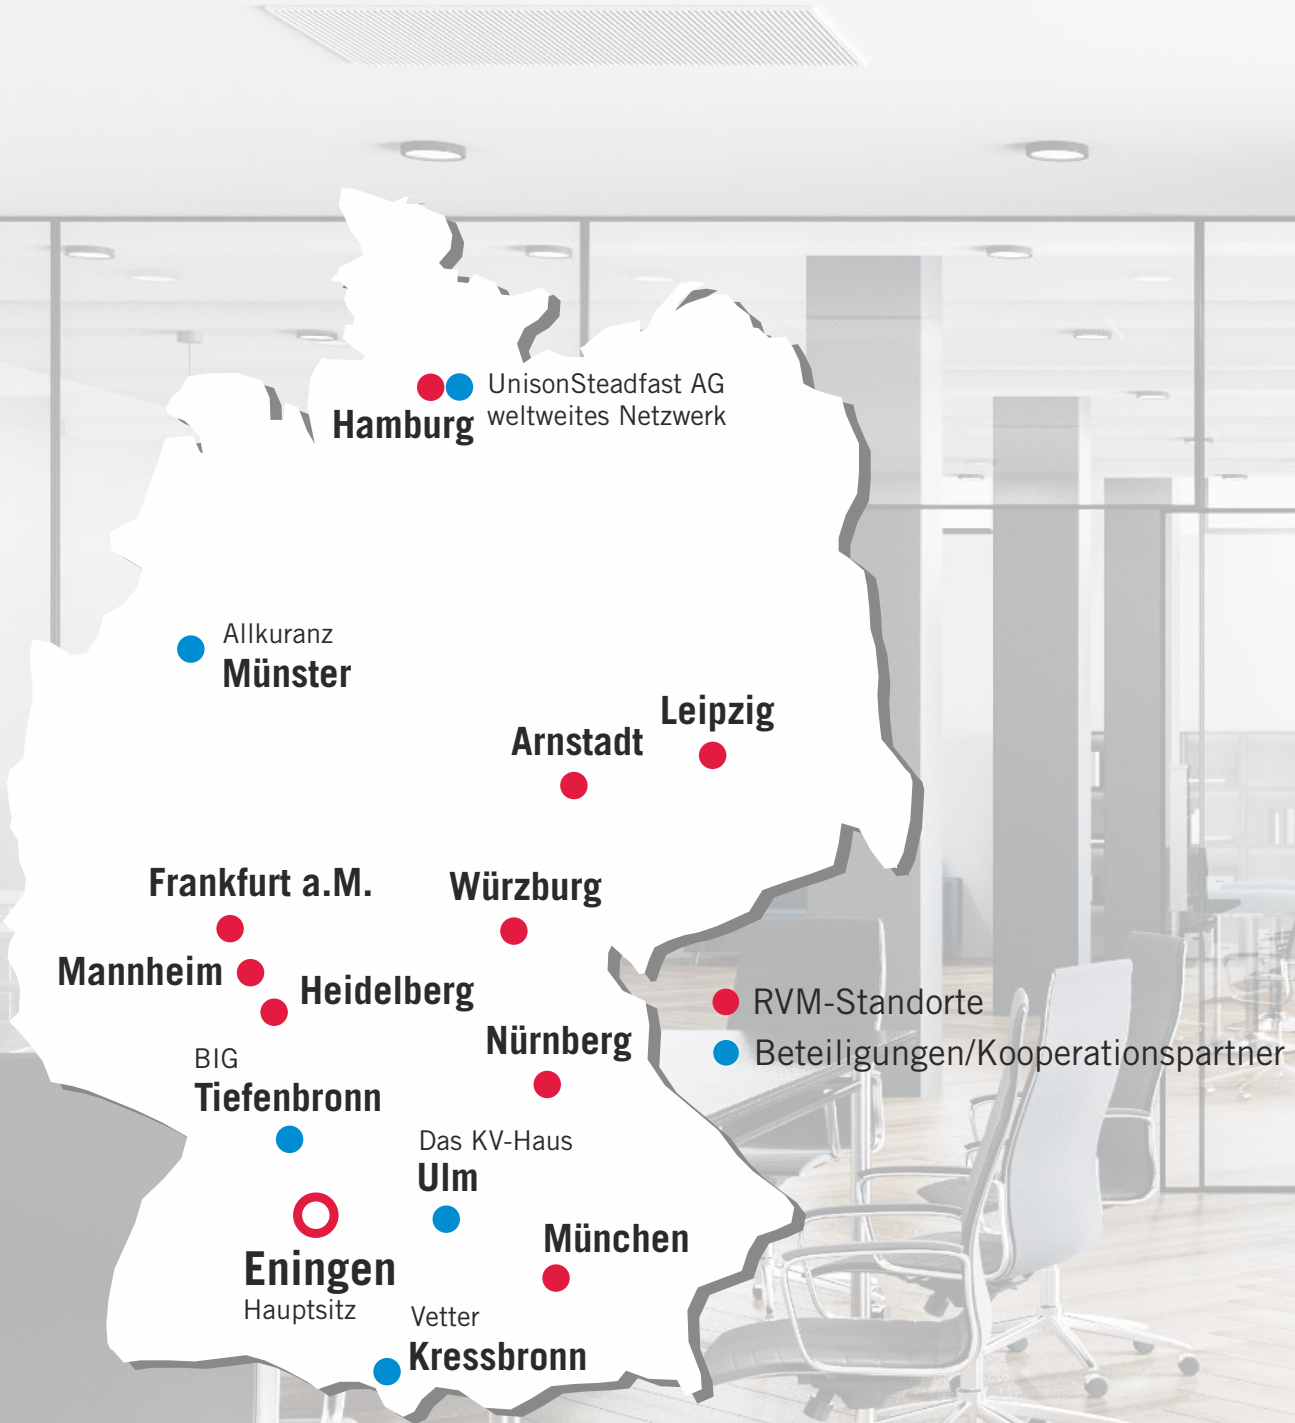 UnisonSteadfast AG
weltweites Netzwerk
Hamburg
Allkuranz
Münster
Leipzig
Arnstadt
Frankfurt a.M.
Würzburg
Mannheim
Heidelberg
RVM-Standorte
Nürnberg
Beteiligungen/Kooperationspartner
BIG
Tiefenbronn
Das KV-Haus
Ulm
München
Eningen
Hauptsitz
Vetter
Kressbronn